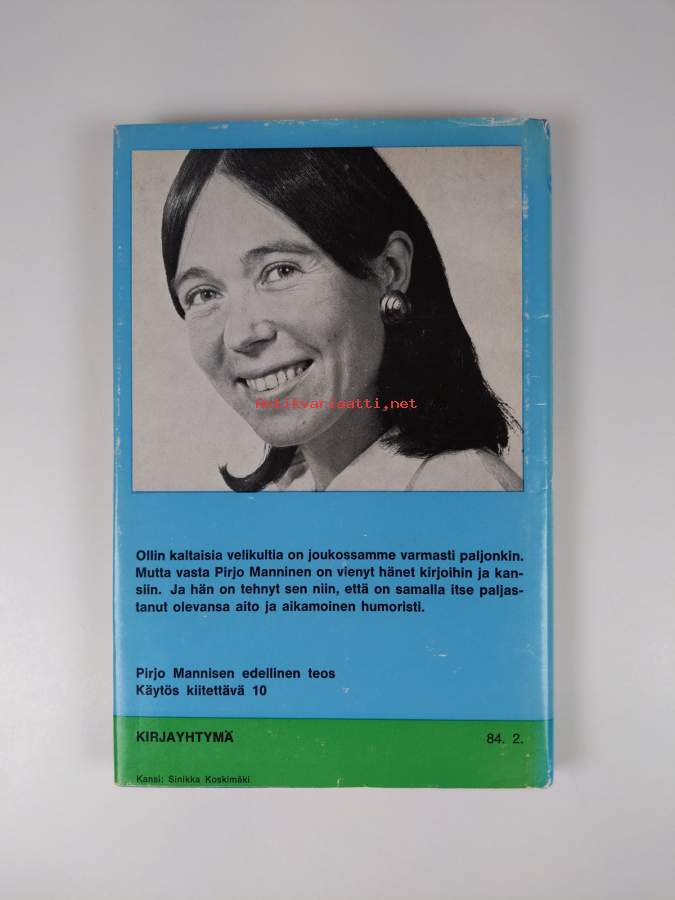 antikvariaatti.net
Ollin kaltaisia velikultia on joukossamme varmasti paljonkin.
Mutta vasta Pirjo Manninen on vienyt hänet kirjoihin ja kan-
siin. Ja hän on tehnyt sen niin, että on samalla itse paljas-
tanut olevansa aito ja aikamoinen humoristi.
Pirjo Mannisen edellinen teos
Käytös kiitettävä 10
KIRJAYHTYMÄ 84. 2.
Kansi: Sinikka Koskimäki